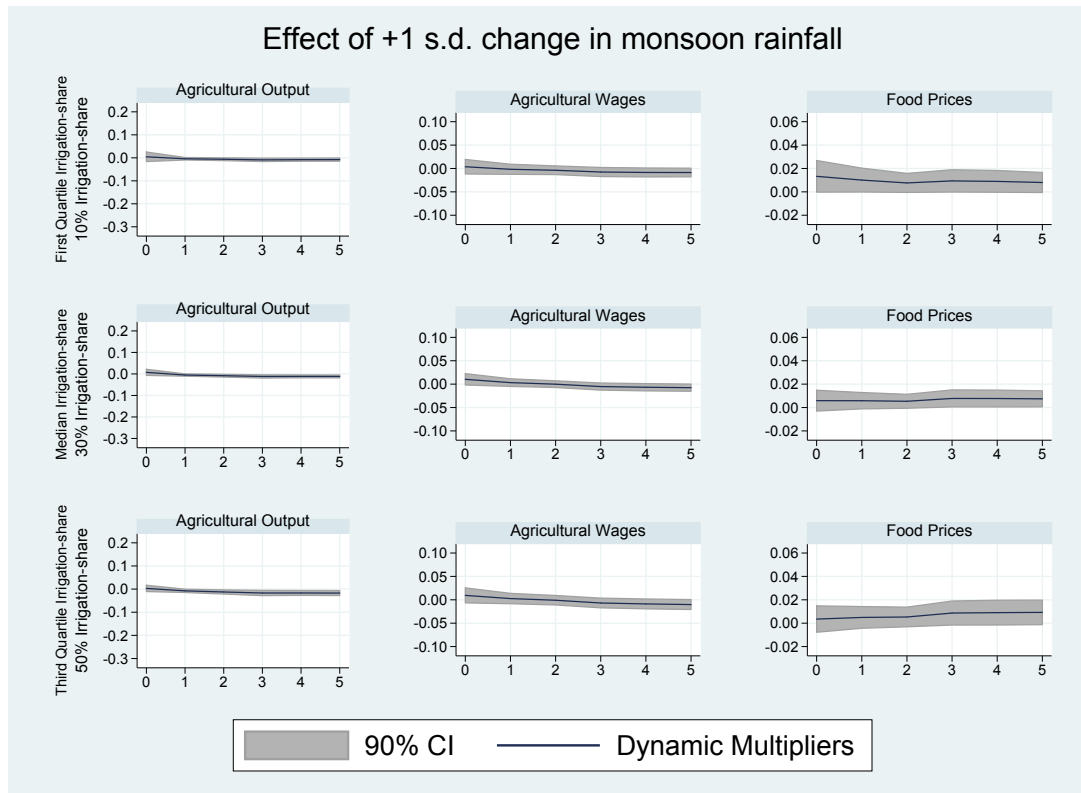 Effect of +1 s.d. change in monsoon rainfall
First Quartile Irrigation-share
10% Irrigation-share
Agricultural Output
0.2
0.1
0.0
-0.1
-0.2
-0.3
0 1 2 3 4 5
Agricultural Wages
0.10
0.05
0.00
-0.05
-0.10
0 1 2 3 4 5
Food Prices
0.06
0.04
0.02
0.00
-0.02
0 1 2 3 4 5
Median Irrigation-share
30% Irrigation-share
Agricultural Output
0.2
0.1
0.0
-0.1
-0.2
-0.3
0 1 2 3 4 5
Agricultural Wages
0.10
0.05
0.00
-0.05
-0.10
0 1 2 3 4 5
Food Prices
0.06
0.04
0.02
0.00
-0.02
0 1 2 3 4 5
Third Quartile Irrigation-share
50% Irrigation-share
Agricultural Output
0.2
0.1
0.0
-0.1
-0.2
-0.3
0 1 2 3 4 5
Agricultural Wages
0.10
0.05
0.00
-0.05
-0.10
0 1 2 3 4 5
Food Prices
0.06
0.04
0.02
0.00
-0.02
0 1 2 3 4 5
90% CI Dynamic Multipliers